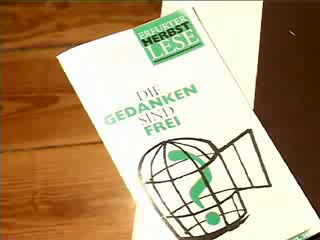 ERFURTER
HERBST
LESE
DIE
GEDANKEN
SIND
FREI
?